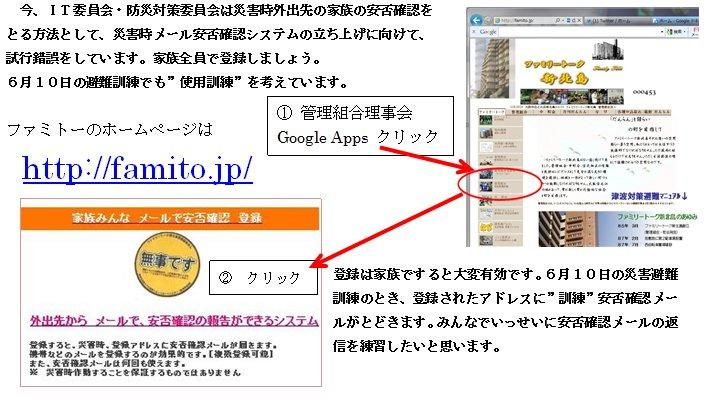 今、ＩＴ委員会・防災対策委員会は災害時外出先の家族の安否確認を
とる方法として、災害時メール安否確認システムの立ち上げに向けて、
試行錯誤をしています。家族全員で登録しましょう。
６月１０日の避難訓練でも”使用訓練”を考えています。
① 管理組合理事会
Google Apps クリック
ファミトーのホームページは
http://famito.jp/
http://famito.jp/
Google
ファミリートーク
新北島
000453
津波対策避難マニュアル
ファミリートーク新北島のあゆみ
家族みんな メールで安否確認 登録
無事です
② クリック
外出先から メールで、安否確認の報告ができるシステム
登録すると、災害時、登録アドレスに安否確認メールが届きます。
携帯などのメールを登録するのが効果的です。[複数登録可能]
また、安否確認メールは何回も使えます。
※ 災害時作動することを保証するものではありません
登録は家族ですると大変有効です。６月１０日の災害避難
訓練のとき、登録されたアドレスに”訓練”安否確認メー
ルがとどきます。みんなでいっせいに安否確認メールの返
信を練習したいと思います。